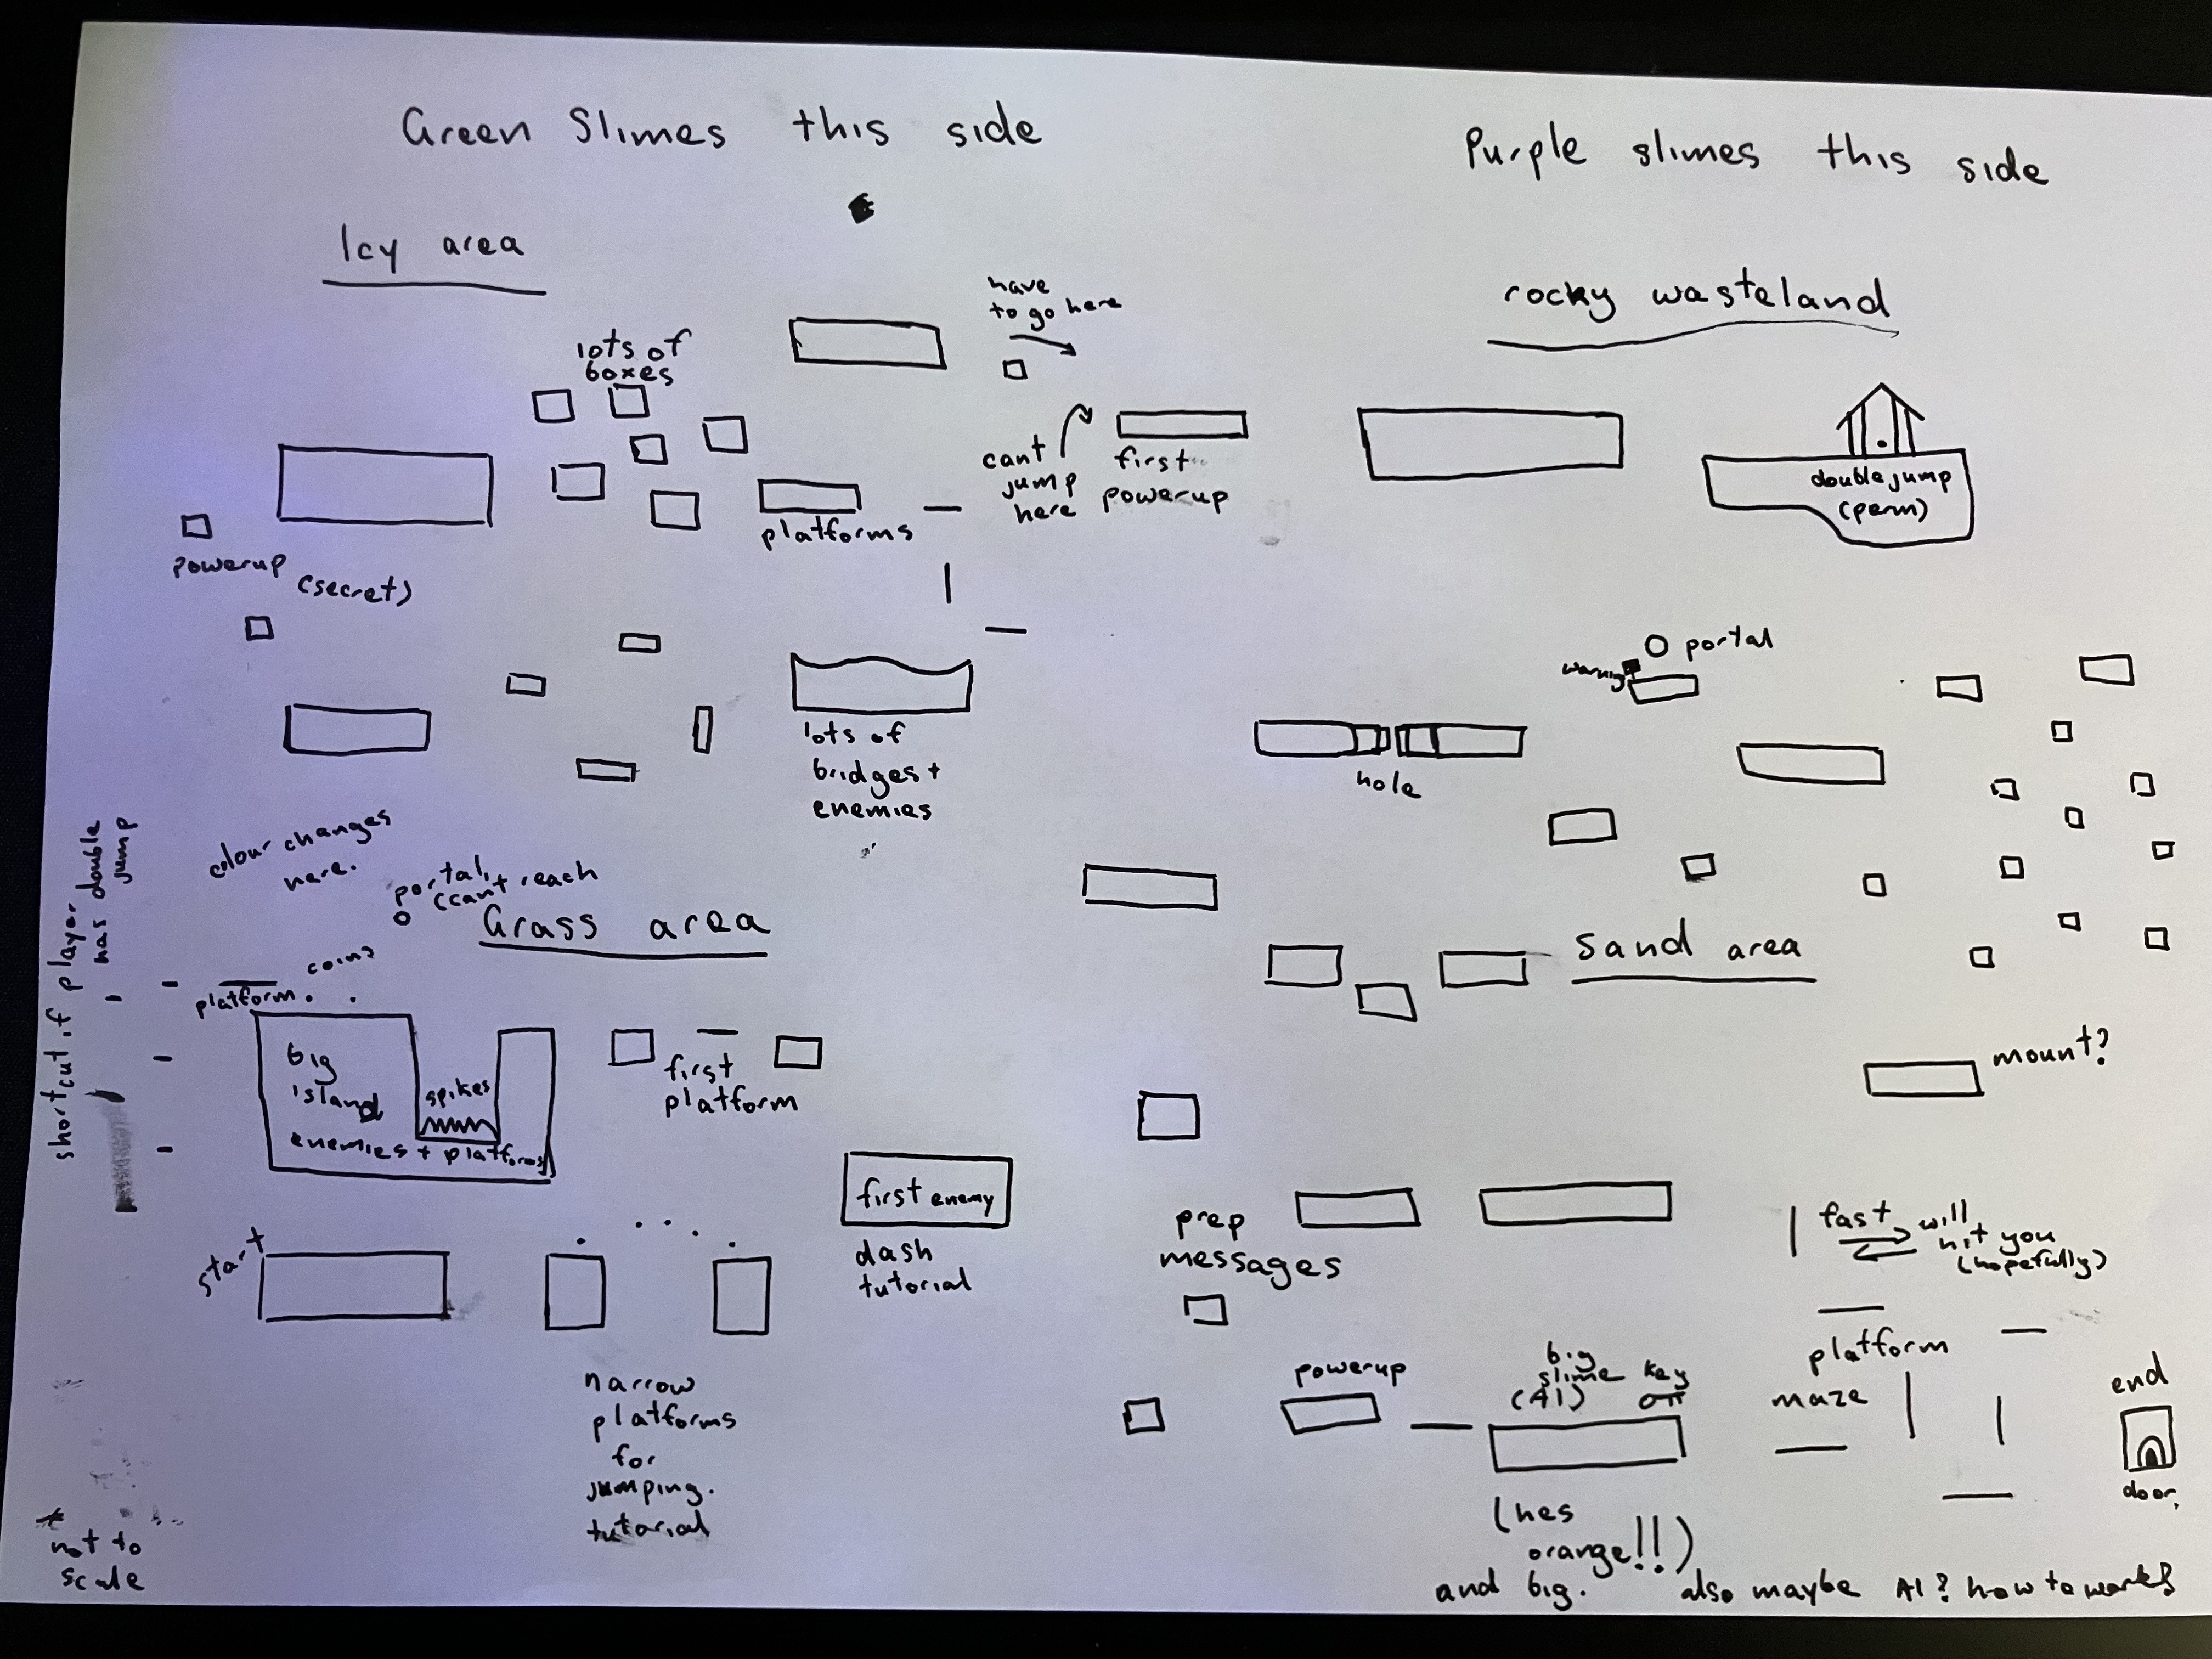 Green Slimes this side
Purple slimes this side
Icy area
rocky wasteland
lots of
boxes
have
to go here
powerup (secret)
platforms
cant
jump
here
first
powerup
double jump
(perm)
colour changes
here.
lots of
bridges +
enemies
hole
warning
portal
shortcut if player
has double
jump
platform.
coins
portal, (can't reach
Grass area
Sand area
big
island
enemies + platforms
spikes
first
platform
mount?
start
first enemy
dash
tutorial
prep
messages
fast
will
hit you
(hopefully)
narrow
platforms
for
jumping.
tutorial
powerup
big
slime key
(A1)
platform
maze
end
door.
(hes
orange!!!)
and big. also maybe AI? how to work?
* not to
scale